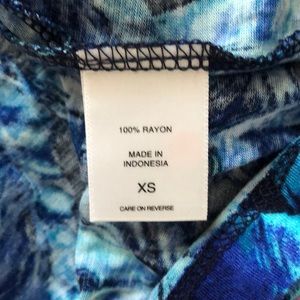 100% RAYON
MADE IN
INDONESIA
XS
CARE ON REVERSE